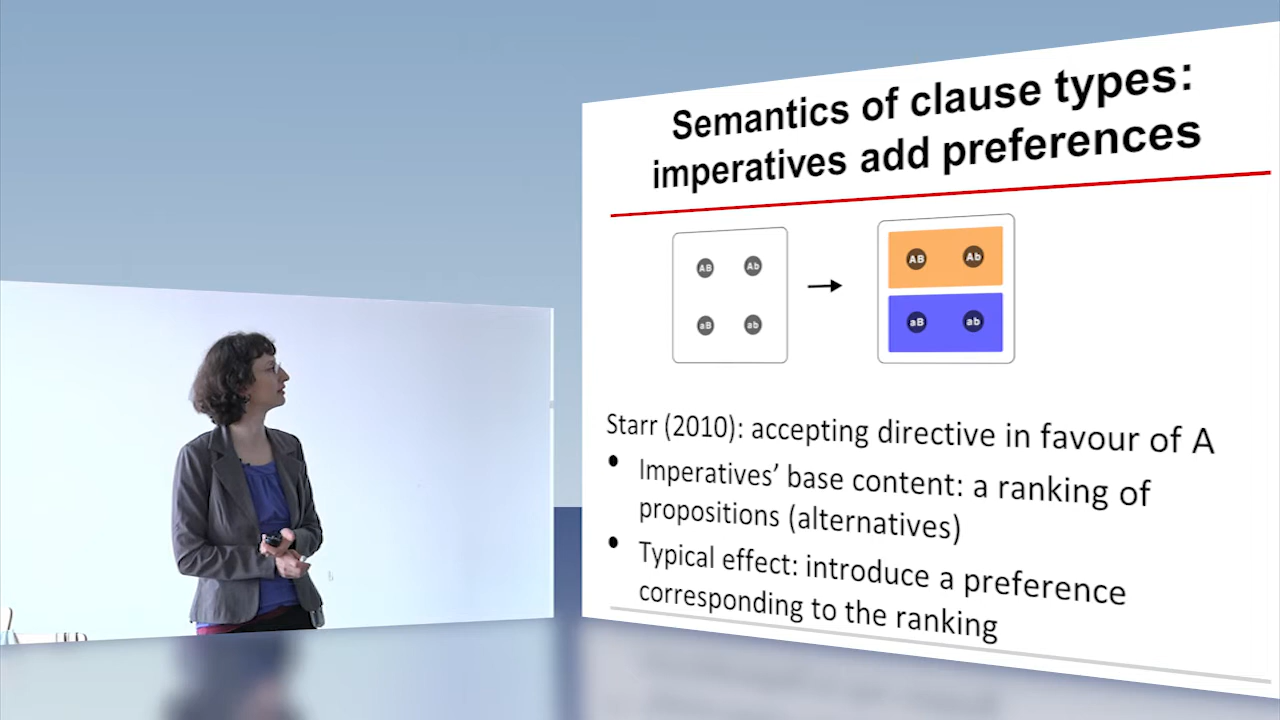 Semantics of clause types:
imperatives add preferences
AB Ab AB Ab
aB ab aB ab
Starr (2010): accepting directive in favour of A
• Imperatives’ base content: a ranking of
propositions (alternatives)
• Typical effect: introduce a preference
corresponding to the ranking